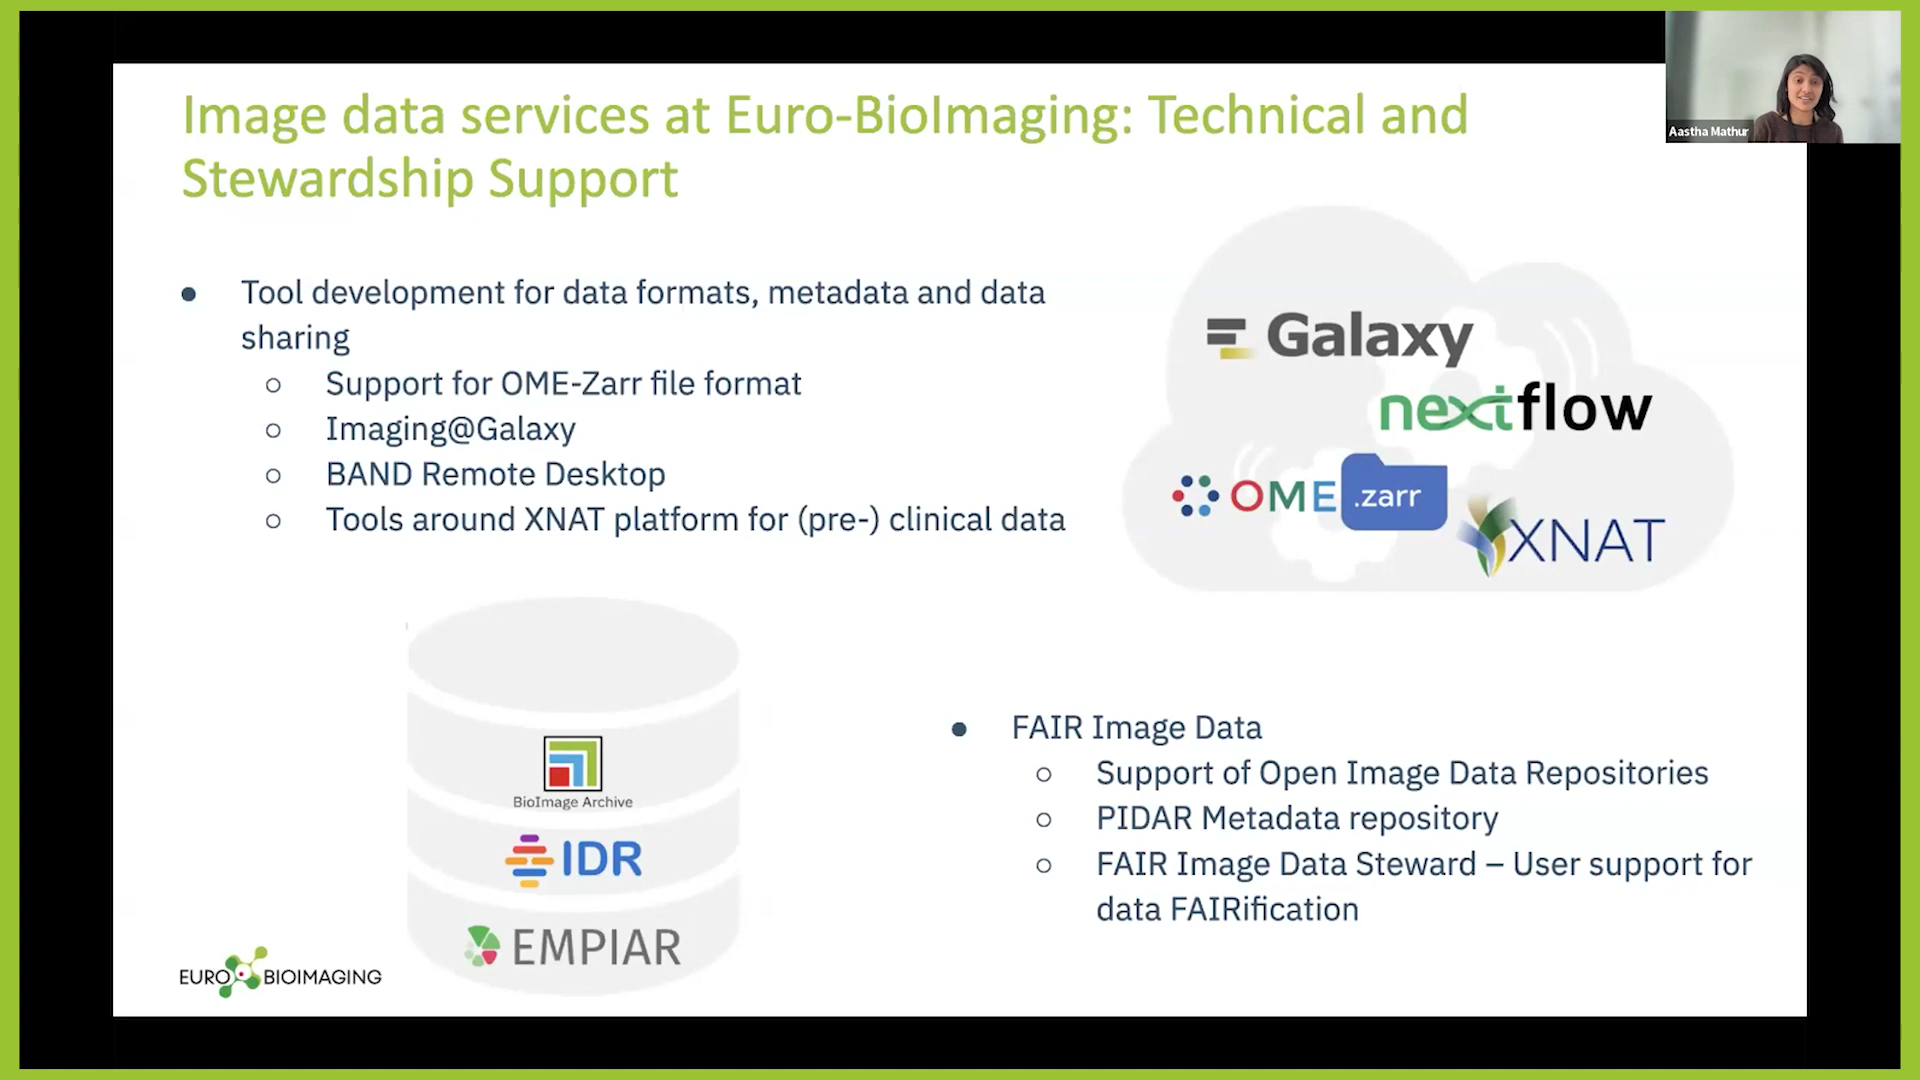 Aastha Mathur
Image data services at Euro-BioImaging: Technical and
Stewardship Support
● Tool development for data formats, metadata and data
sharing
○ Support for OME-Zarr file format
○ Imaging@Galaxy
○ BAND Remote Desktop
○ Tools around XNAT platform for (pre-) clinical data
Galaxy
nextflow
OME .zarr
XNAT
BioImage Archive
IDR
EMPIAR
● FAIR Image Data
○ Support of Open Image Data Repositories
○ PIDAR Metadata repository
○ FAIR Image Data Steward – User support for
data FAIRification
EURO BIOIMAGING